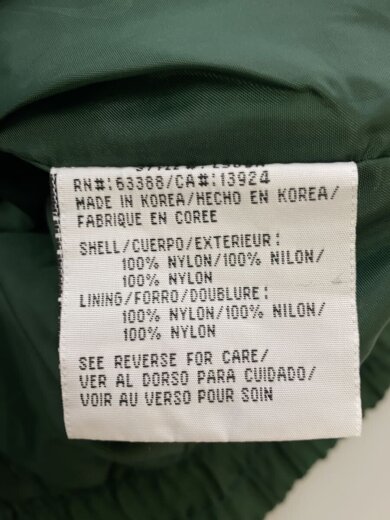 RN#:63388/CA#:13924
MADE IN KOREA/HECHO EN KOREA/
FABRIQUE EN COREE
SHELL/CUERPO/EXTERIEUR:
100% NYLON/100% NILON/
100% NYLON
LINING/FORRO/DOUBLURE:
100% NYLON/100% NILON/
100% NYLON
SEE REVERSE FOR CARE/
VER AL DORSO PARA CUIDADO/
VOIR AU VERSO POUR SOIN